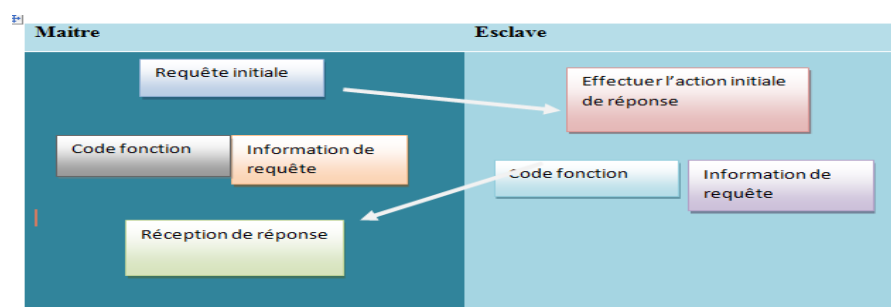 Maitre
Esclave
Requête initiale
Effectuer l'action initiale
de réponse
Code fonction
Information de
requête
Code fonction
Information de
requête
Réception de réponse